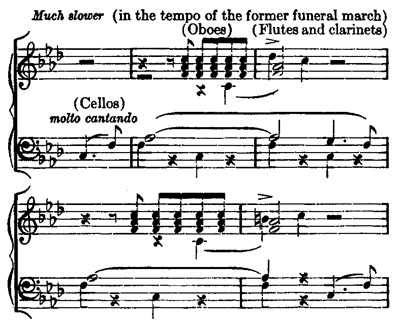 Much slower (in the tempo of the former funeral march)
(Oboes) (Flutes and clarinets)
(Cellos)
molto cantando